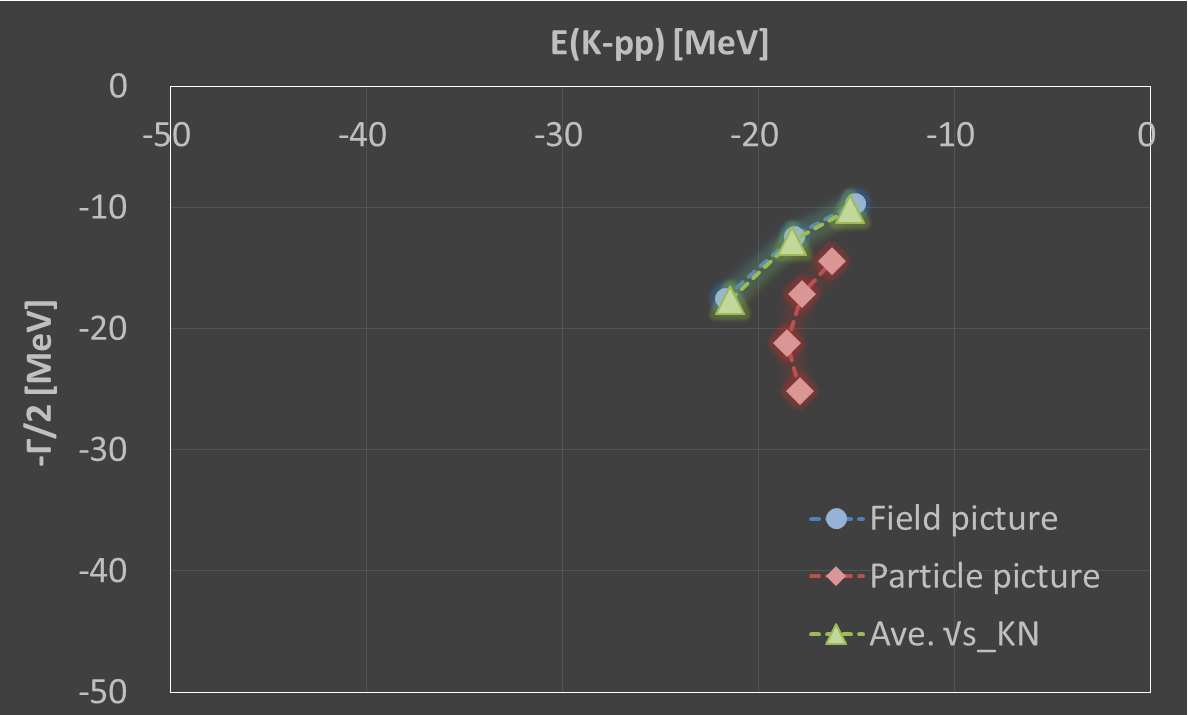 E(K-pp) [MeV]
0
-50 -40 -30 -20 -10 0
-10
-20
-30
-40
-50
-Γ/2 [MeV]
Field picture
Particle picture
Ave. √s_KN